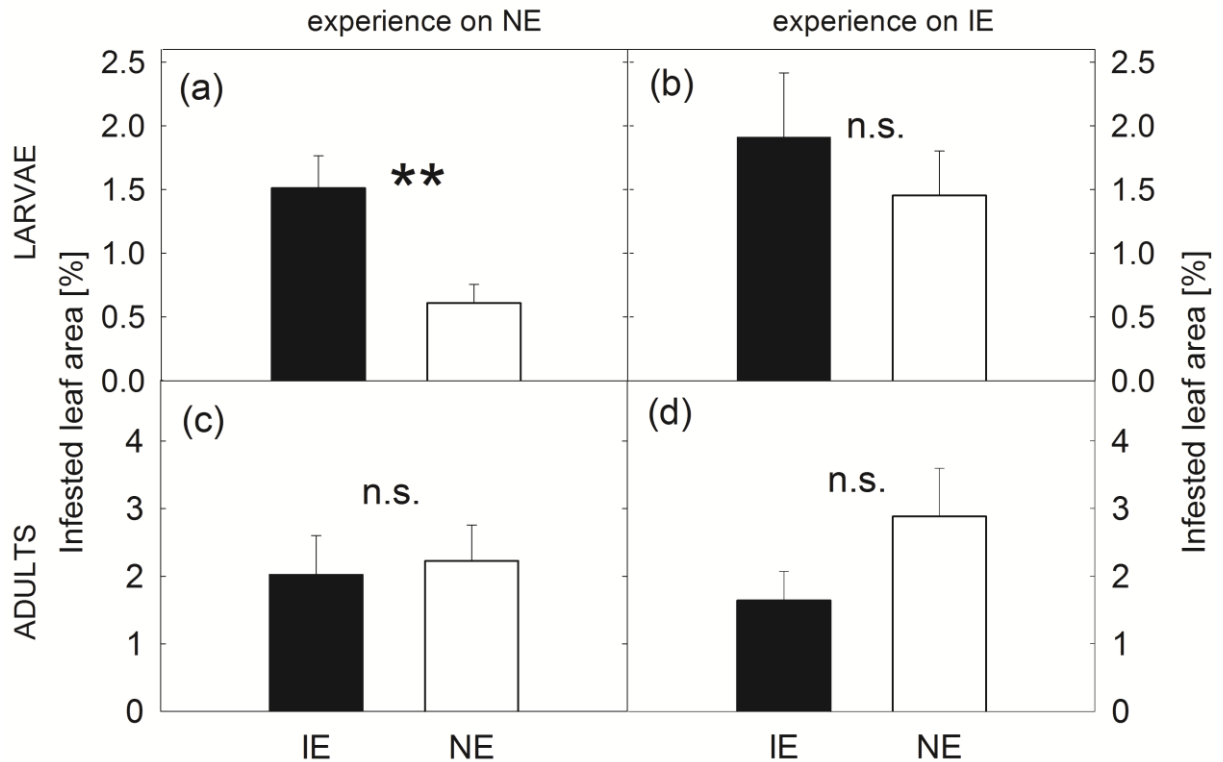 experience on NE
experience on IE
LARVAE
ADULTS
Infested leaf area [%]
2.5
2.0
1.5
1.0
0.5
0.0
(a)
**
(b)
n.s.
2.5
2.0
1.5
1.0
0.5
0.0
4
3
2
1
0
(c)
n.s.
(d)
n.s.
4
3
2
1
0
Infested leaf area [%]
IE
NE
IE
NE